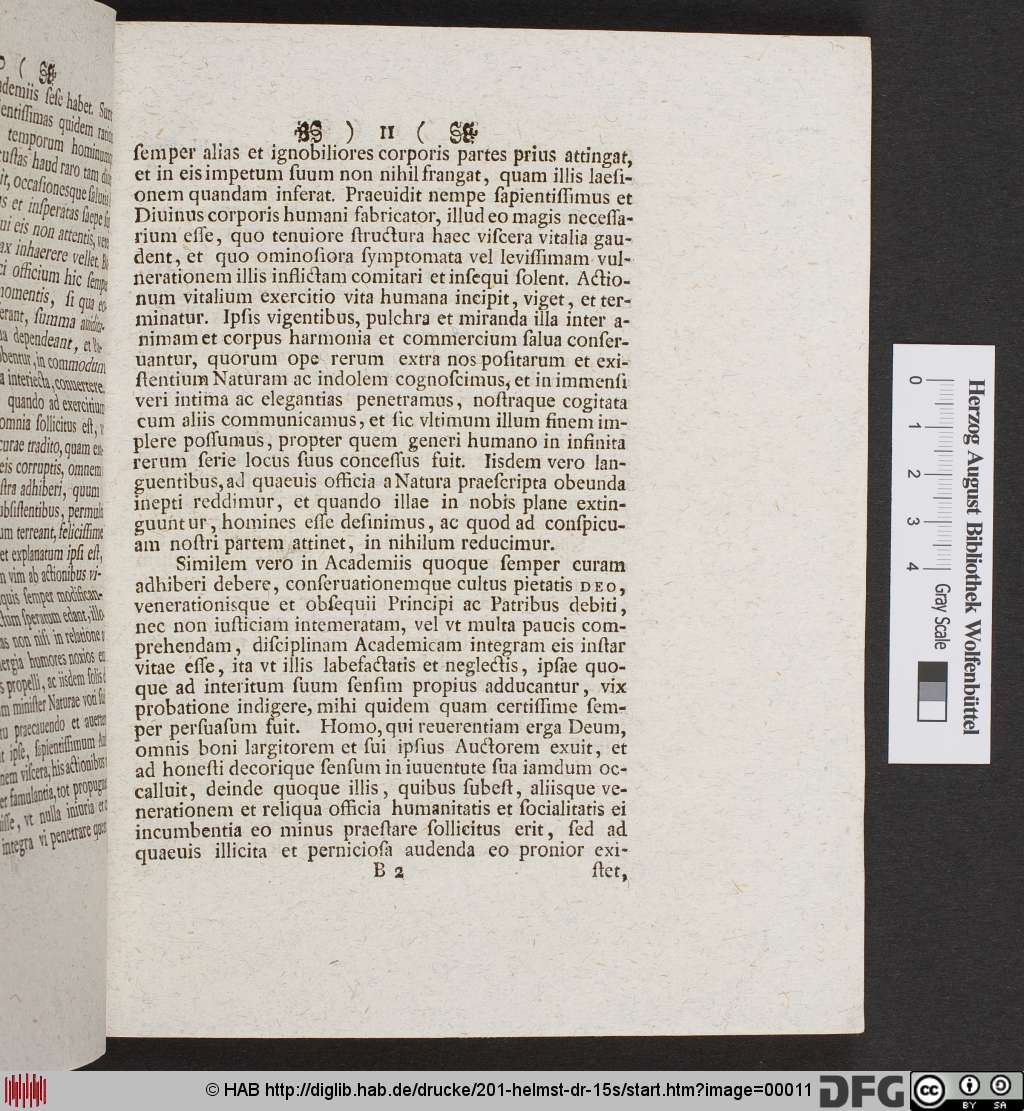 ) 11 (
ſemper alias et ignobiliores corporis partes prius attingat,
et in eis impetum ſuum non nihil frangat, quam illis laeſi-
onem quandam inferat. Praeuidit nempe ſapientiſſimus et
Diuinus corporis humani fabricator, illud eo magis neceſſa-
rium eſſe, quo tenuiore ſtructura haec viſcera vitalia gau-
dent, et quo ominoſiora ſymptomata vel leviſſimam vul-
nerationem illis inflictam comitari et inſequi ſolent. Actio-
num vitalium exercitio vita humana incipit, viget, et ter-
minatur. Ipſis vigentibus, pulchra et miranda illa inter a-
nimam et corpus harmonia et commercium ſalua conſer-
uantur, quorum ope rerum extra nos poſitarum et exi-
ſtentium Naturam ac indolem cognoſcimus, et in immenſi
veri intima ac elegantias penetramus, noſtraque cogitata
cum aliis communicamus, et ſic vltimum illum finem im-
plere poſſumus, propter quem generi humano in infinita
rerum ſerie locus ſuus conceſſus fuit. Iisdem vero lan-
guentibus, ad quaeuis officia a Natura praeſcripta obeunda
inepti reddimur, et quando illae in nobis plane extin-
guuntur, homines eſſe deſinimus, ac quod ad conſpicu-
am noſtri partem attinet, in nihilum reducimur.
Similem vero in Academiis quoque ſemper curam
adhiberi debere, conſeruationemque cultus pietatis DEO,
venerationisque et obſequii Principi ac Patribus debiti,
nec non iuſticiam intemeratam, vel vt multa paucis com-
prehendam, diſciplinam Academicam integram eis inſtar
vitae eſſe, ita vt illis labefactatis et neglectis, ipſae quo-
que ad interitum ſuum ſenſim propius adducantur, vix
probatione indigere, mihi quidem quam certiſſime ſem-
per perſuaſum fuit. Homo, qui reuerentiam erga Deum,
omnis boni largitorem et ſui ipſius Auctorem exuit, et
ad honeſti decorique ſenſum in iuuentute ſua iamdum oc-
calluit, deinde quoque illis, quibus ſubeſt, aliisque ve-
nerationem et reliqua officia humanitatis et ſocialitatis ei
incumbentia eo minus praeſtare ſollicitus erit, ſed ad
quaeuis illicita et pernicioſa audenda eo pronior exi-
B 2 ſtet,
Herzog August Bibliothek Wolfenbüttel
0 1 2 3 4
Gray Scale
© HAB http://diglib.hab.de/drucke/201-helmst-dr-15s/start.htm?image=00011 DFG cc BY SA